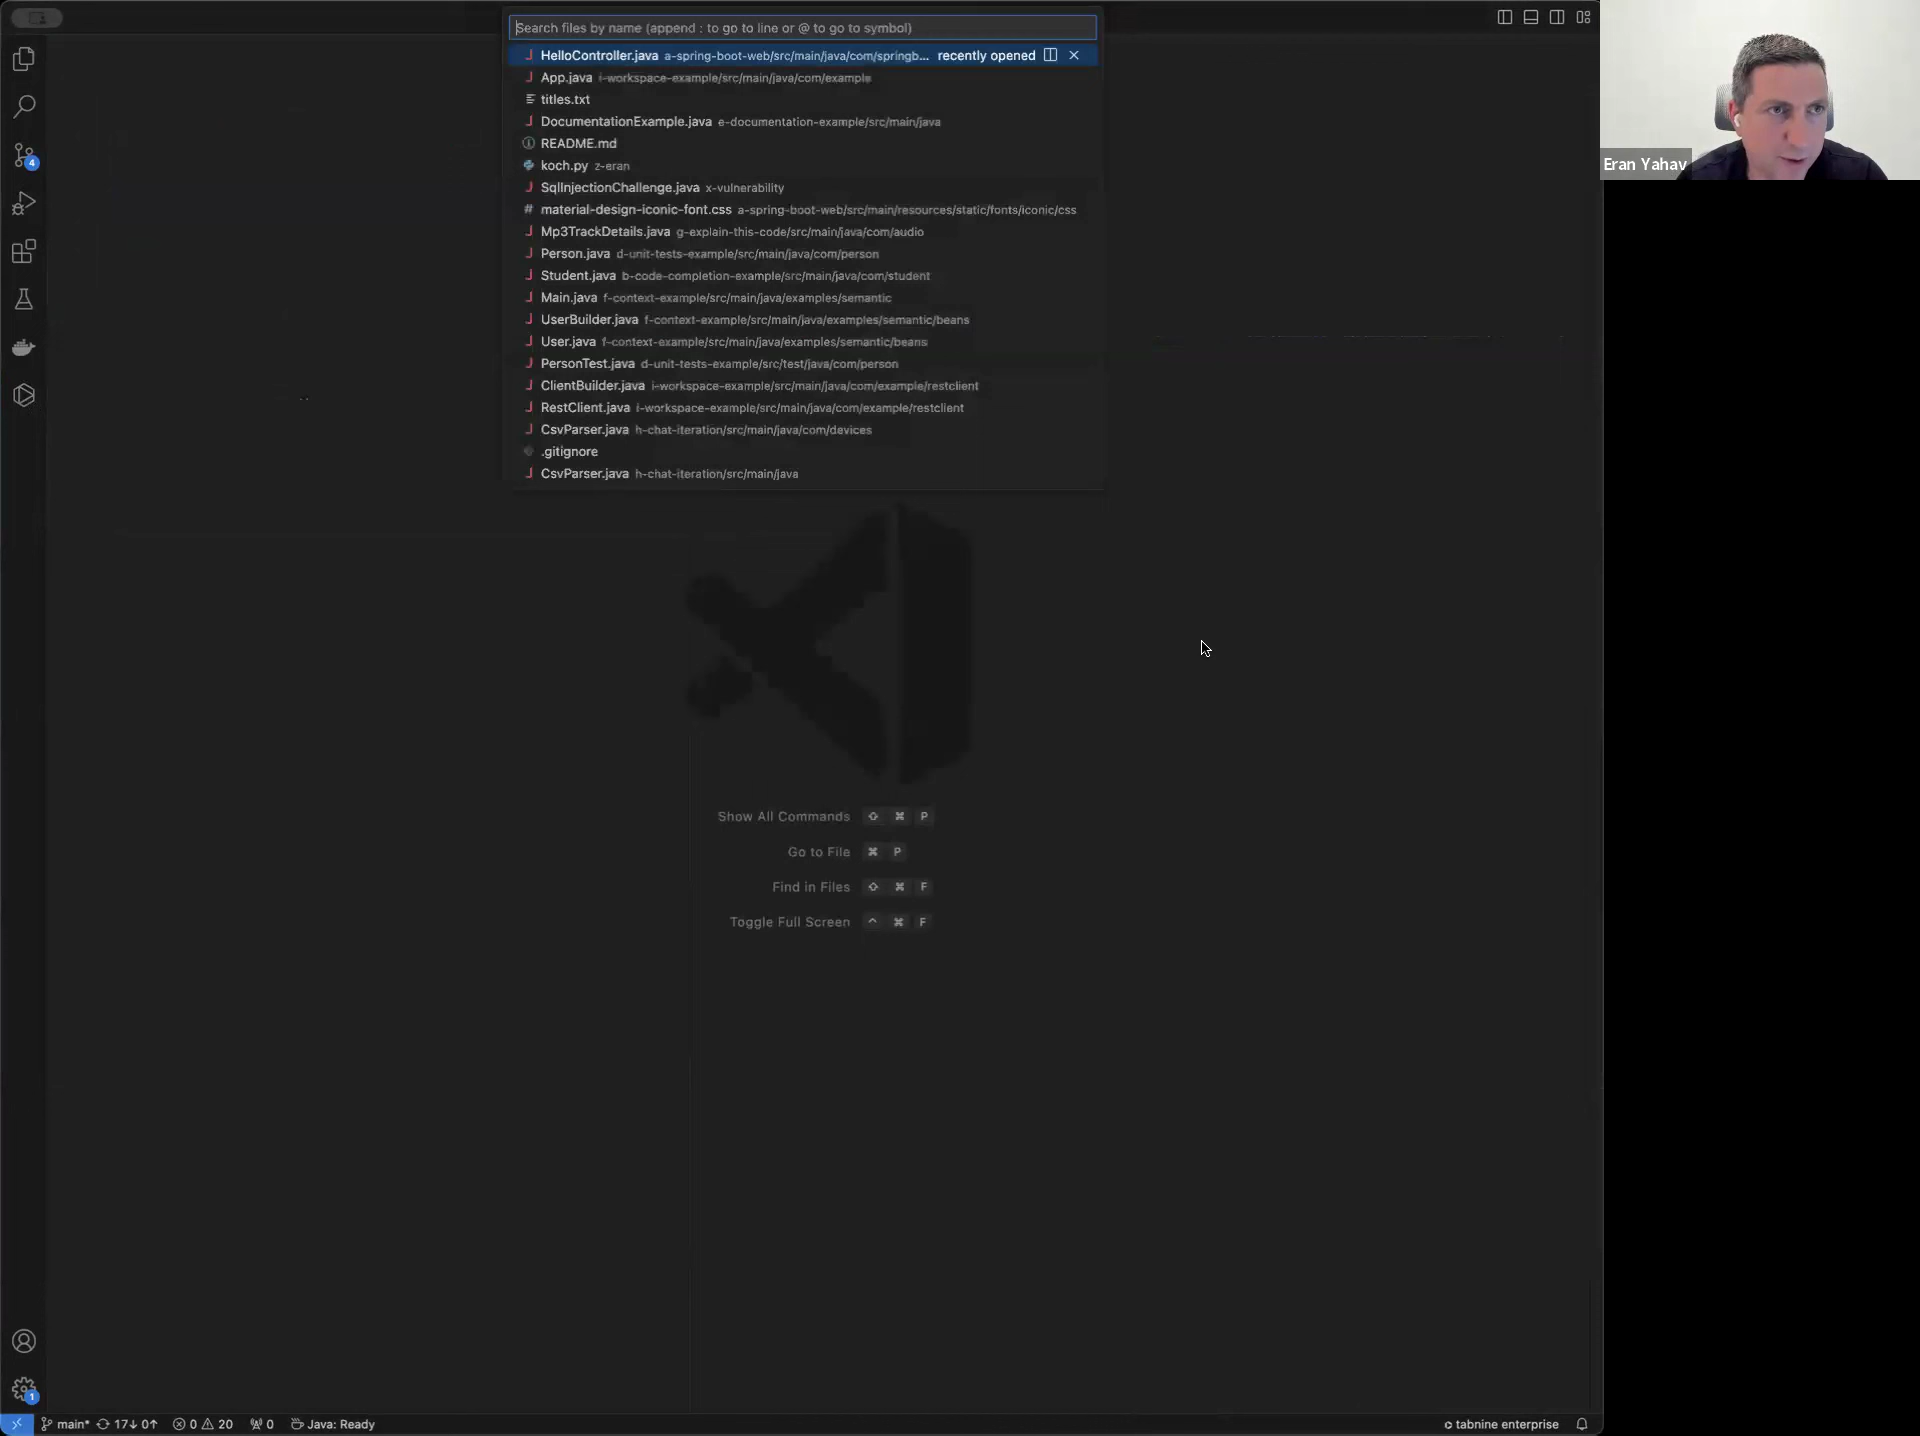 Search files by name (append : to go to line or @ to go to symbol)
HelloController.java a-spring-boot-web/src/main/java/com/springb... recently opened
App.java i-workspace-example/src/main/java/com/example
titles.txt
DocumentationExample.java e-documentation-example/src/main/java
README.md
koch.py z-eran
SqlInjectionChallenge.java x-vulnerability
material-design-iconic-font.css a-spring-boot-web/src/main/resources/static/fonts/iconic/css
Mp3TrackDetails.java g-explain-this-code/src/main/java/com/audio
Person.java d-unit-tests-example/src/main/java/com/person
Student.java b-code-completion-example/src/main/java/com/student
Main.java f-context-example/src/main/java/examples/semantic
UserBuilder.java f-context-example/src/main/java/examples/semantic/beans
User.java f-context-example/src/main/java/examples/semantic/beans
PersonTest.java d-unit-tests-example/src/test/java/com/person
ClientBuilder.java i-workspace-example/src/main/java/com/example/restclient
RestClient.java i-workspace-example/src/main/java/com/example/restclient
CsvParser.java h-chat-iteration/src/main/java/com/devices
.gitignore
CsvParser.java h-chat-iteration/src/main/java
Eran Yahav
4
Show All Commands ⇧ ⌘ P
Go to File ⌘ P
Find in Files ⇧ ⌘ F
Toggle Full Screen ^ ⌘ F
1
main* 17↓ 0↑ 0 20 0 Java: Ready tabnine enterprise